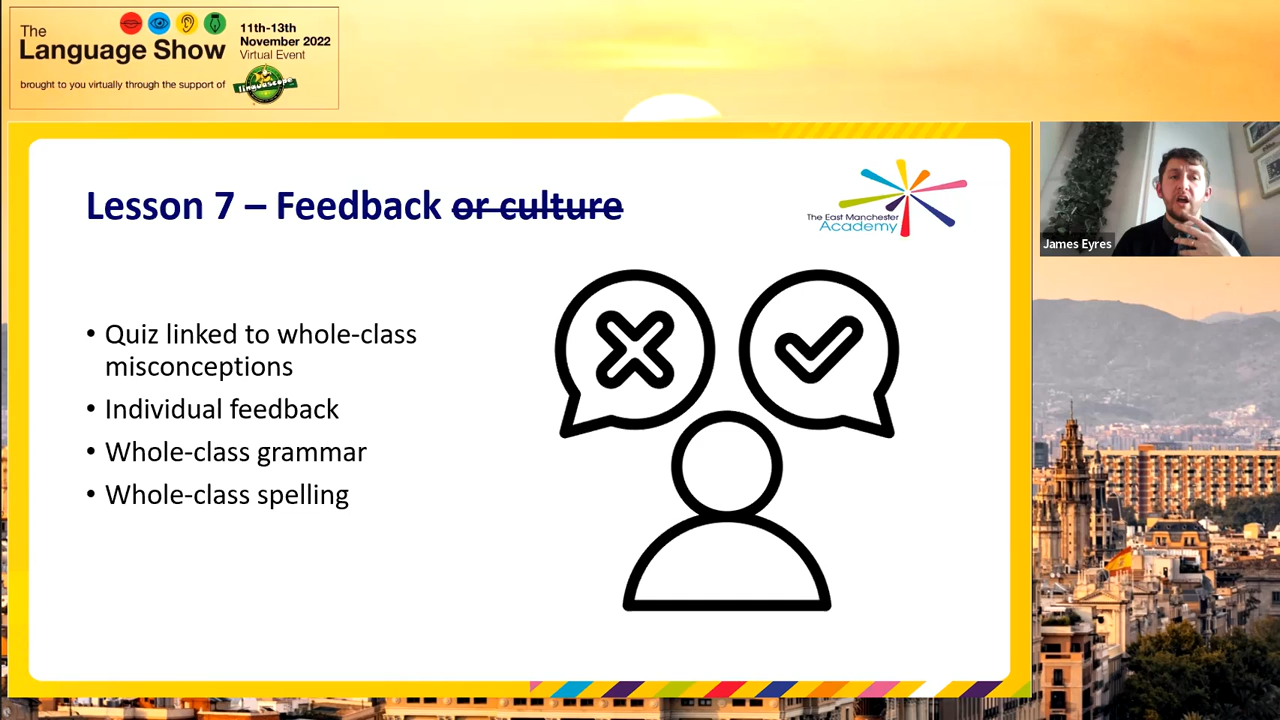 The
Language Show
11th-13th
November 2022
Virtual Event
brought to you virtually through the support of
linguascope
Lesson 7 – Feedback or culture
The East Manchester
Academy
• Quiz linked to whole-class
misconceptions
• Individual feedback
• Whole-class grammar
• Whole-class spelling
James Eyres